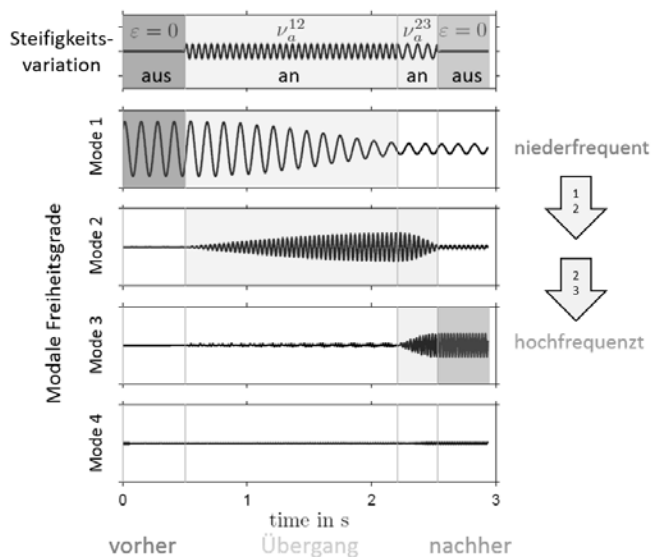 Steifigkeits-
variation
ε = 0
ν_a^{12}
ν_a^{23}
ε = 0
aus
an
an
aus
Modale Freiheitsgrade
Mode 1
Mode 2
Mode 3
Mode 4
niederfrequent
1
2
2
3
hochfrequenzt
0
1
2
3
time in s
vorher
Übergang
nachher